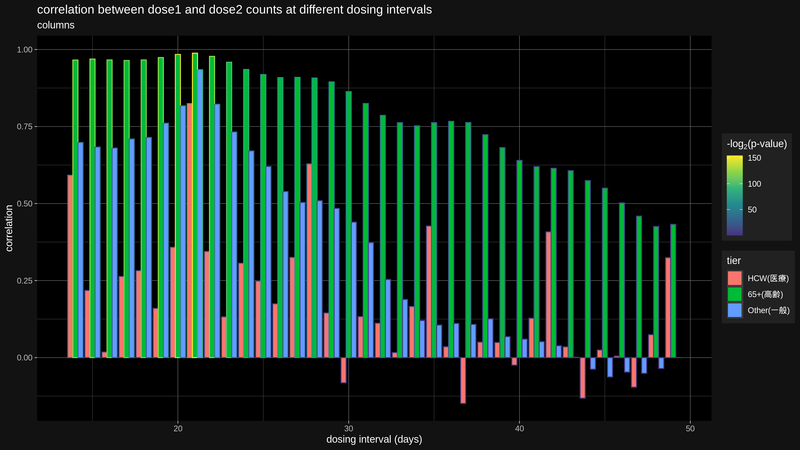 correlation between dose1 and dose2 counts at different dosing intervals
columns
correlation
1.00
0.75
0.50
0.25
0.00
20
30
40
50
dosing interval (days)
-log2(p-value)
150
100
50
tier
HCW(医療)
65+(高齢)
Other(一般)